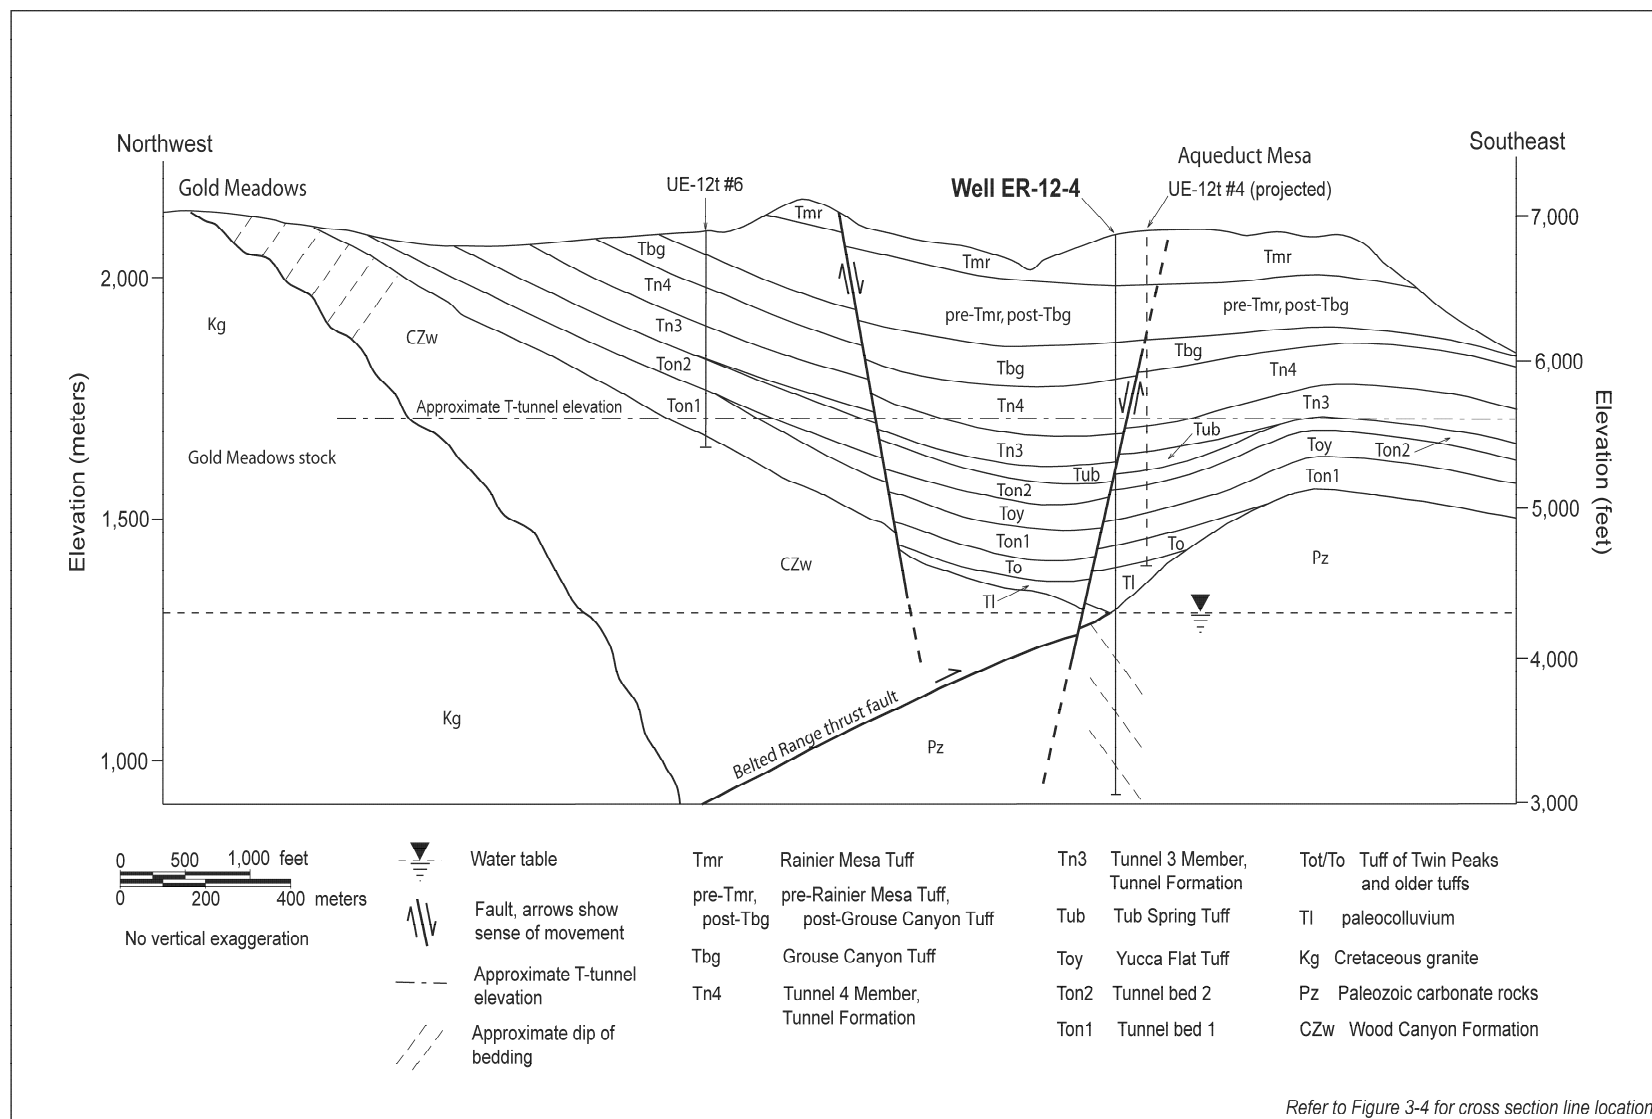 Northwest
Southeast
Gold Meadows
UE-12t #6
Well ER-12-4
Aqueduct Mesa
UE-12t #4 (projected)
7,000
6,000
5,000
4,000
3,000
2,000
1,500
1,000
Elevation (meters)
Elevation (feet)
Tmr
Tmr
Tmr
Tbg
pre-Tmr, post-Tbg
pre-Tmr, post-Tbg
Tn4
Tn3
Kg
CZw
Ton2
Tbg
Tbg
Tn4
Approximate T-tunnel elevation
Ton1
Tn4
Tn3
Tub
Gold Meadows stock
Tn3
Toy
Ton2
Tub
Ton1
Ton2
Toy
Ton1
To
CZw
To
Tl
Pz
Tl
Kg
Belted Range thrust fault
Pz
0 500 1,000 feet
0 200 400 meters
No vertical exaggeration
Water table
Fault, arrows show
sense of movement
Approximate T-tunnel
elevation
Approximate dip of
bedding
Tmr Rainier Mesa Tuff
pre-Tmr, pre-Rainier Mesa Tuff,
post-Tbg post-Grouse Canyon Tuff
Tbg Grouse Canyon Tuff
Tn4 Tunnel 4 Member,
Tunnel Formation
Tn3 Tunnel 3 Member,
Tunnel Formation
Tub Tub Spring Tuff
Toy Yucca Flat Tuff
Ton2 Tunnel bed 2
Ton1 Tunnel bed 1
Tot/To Tuff of Twin Peaks
and older tuffs
Tl paleocolluvium
Kg Cretaceous granite
Pz Paleozoic carbonate rocks
CZw Wood Canyon Formation
Refer to Figure 3-4 for cross section line location